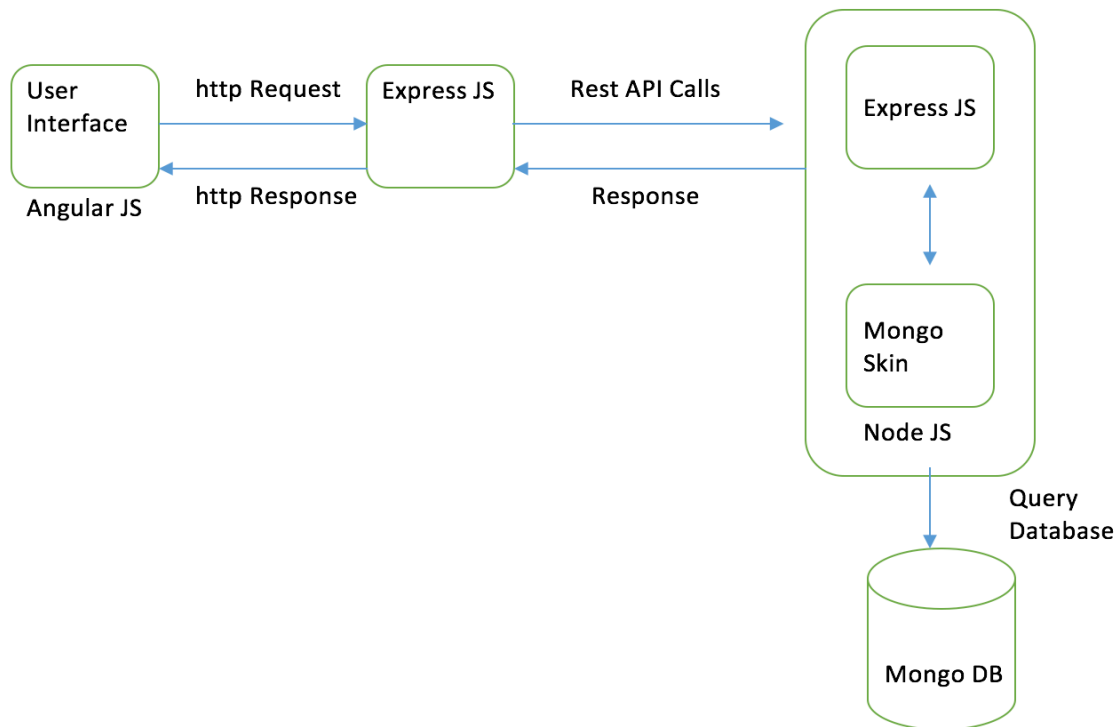 User
Interface
Angular JS
http Request
http Response
Express JS
Rest API Calls
Response
Express JS
Mongo
Skin
Node JS
Query
Database
Mongo DB